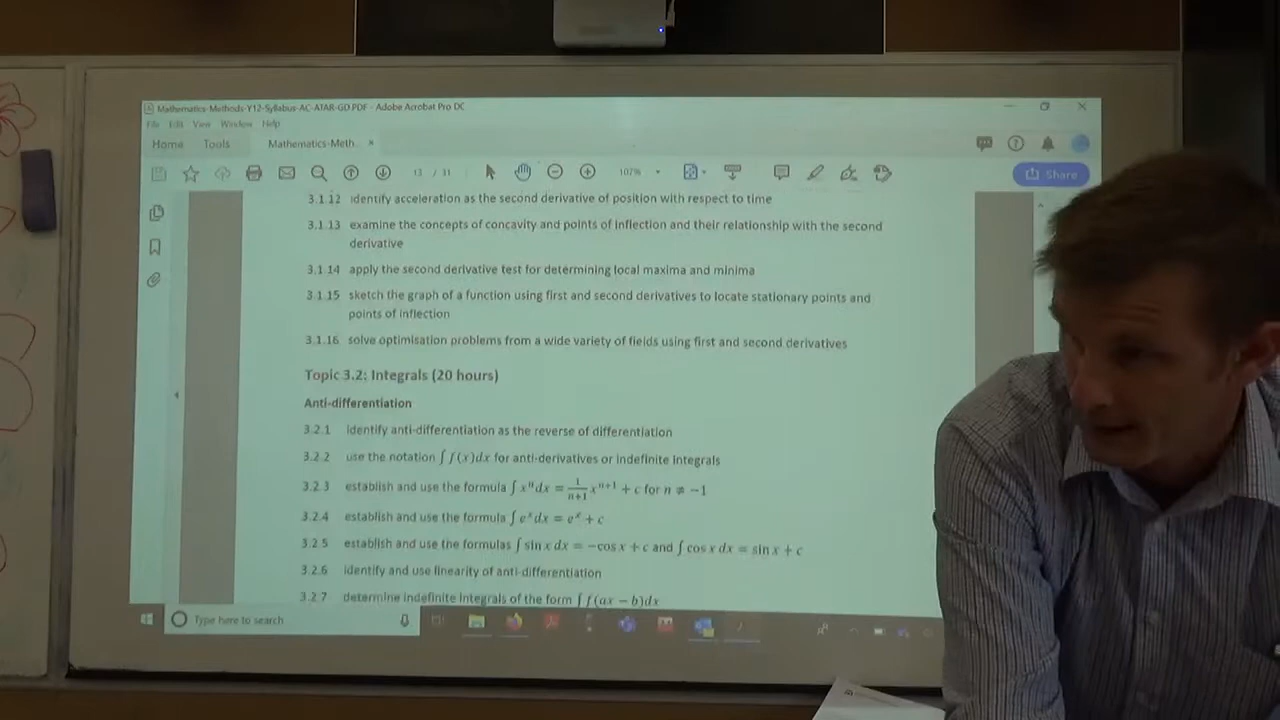 Mathematics-Methods-Y12-Syllabus-AC-ATAR-GD.PDF - Adobe Acrobat Pro DC
File Edit View Window Help
Home Tools Mathematics-Meth... ×
13 / 31 107% Share
3.1.12 identify acceleration as the second derivative of position with respect to time
3.1.13 examine the concepts of concavity and points of inflection and their relationship with the second
derivative
3.1.14 apply the second derivative test for determining local maxima and minima
3.1.15 sketch the graph of a function using first and second derivatives to locate stationary points and
points of inflection
3.1.16 solve optimisation problems from a wide variety of fields using first and second derivatives
Topic 3.2: Integrals (20 hours)
Anti-differentiation
3.2.1 identify anti-differentiation as the reverse of differentiation
3.2.2 use the notation ∫ f(x)dx for anti-derivatives or indefinite integrals
3.2.3 establish and use the formula ∫ xⁿdx = 1/(n+1) xⁿ⁺¹ + c for n ≠ −1
3.2.4 establish and use the formula ∫ eˣdx = eˣ + c
3.2.5 establish and use the formulas ∫ sin x dx = −cos x + c and ∫ cos x dx = sin x + c
3.2.6 identify and use linearity of anti-differentiation
3.2.7 determine indefinite integrals of the form ∫ f(ax − b)dx
Type here to search